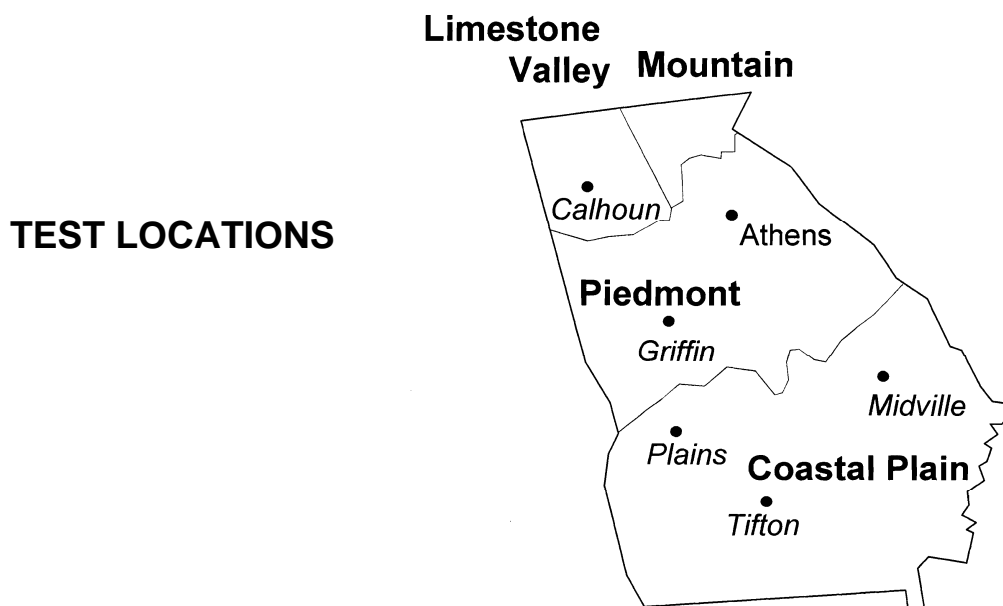 Limestone
Valley
Mountain
Calhoun
TEST LOCATIONS
Athens
Piedmont
Griffin
Midville
Plains
Coastal Plain
Tifton